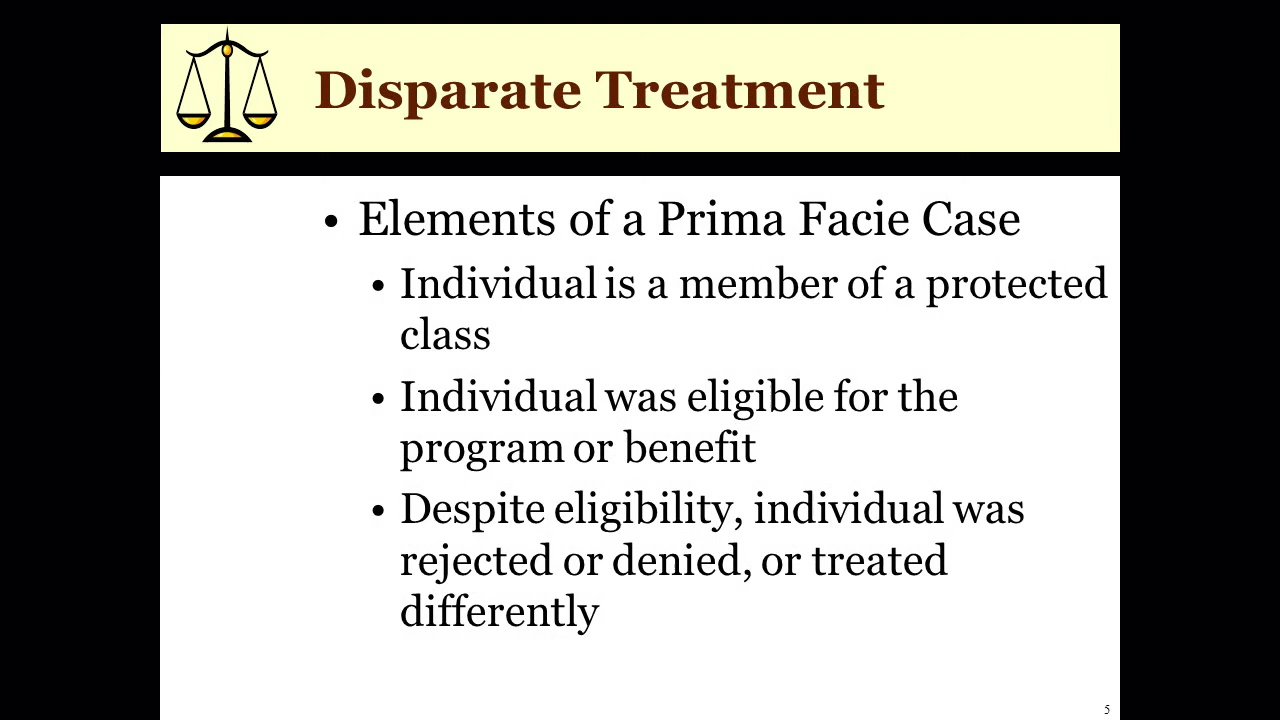 Disparate Treatment
• Elements of a Prima Facie Case
• Individual is a member of a protected
class
• Individual was eligible for the
program or benefit
• Despite eligibility, individual was
rejected or denied, or treated
differently
5